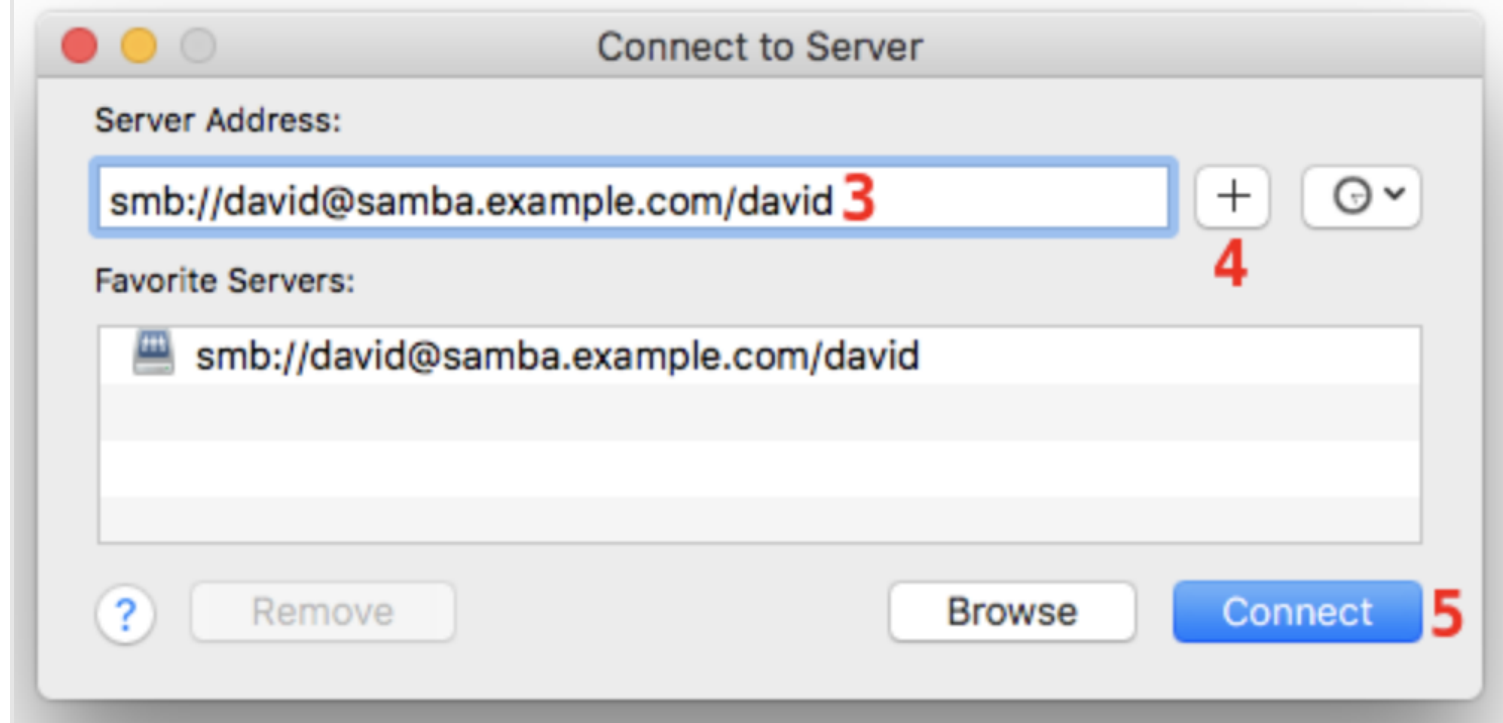 Connect to Server
Server Address:
smb://david@samba.example.com/david 3
+
4
Favorite Servers:
smb://david@samba.example.com/david
? Remove Browse Connect 5